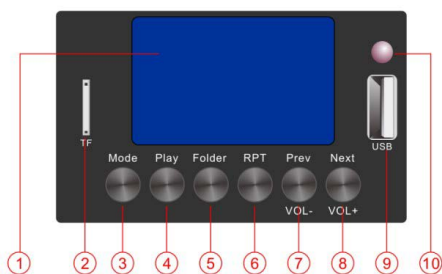 TF
USB
Mode Play Folder RPT Prev Next
VOL- VOL+
1 2 3 4 5 6 7 8 9 10